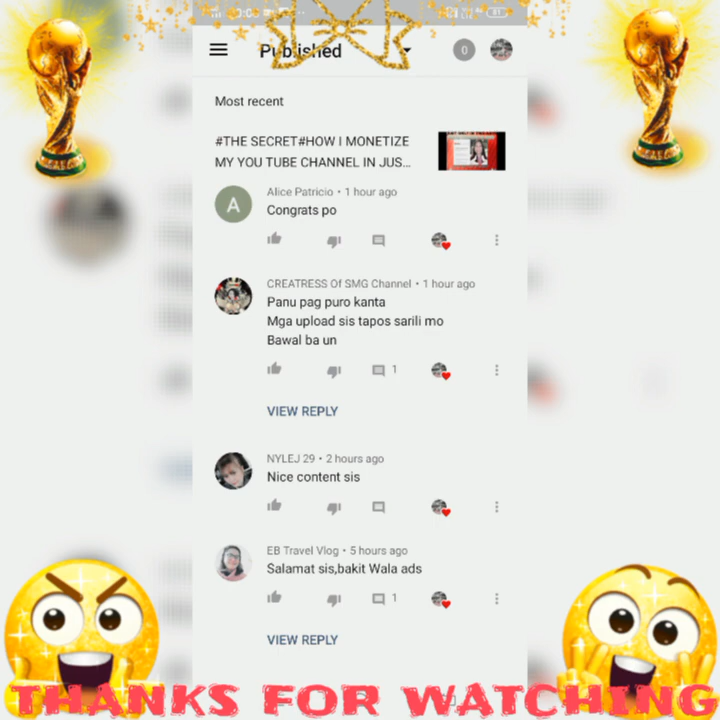 Published
0
Most recent
#THE SECRET#HOW I MONETIZE
MY YOU TUBE CHANNEL IN JUS...
A
Alice Patricio • 1 hour ago
Congrats po
CREATRESS Of SMG Channel • 1 hour ago
Panu pag puro kanta
Mga upload sis tapos sarili mo
Bawal ba un
1
VIEW REPLY
NYLEJ 29 • 2 hours ago
Nice content sis
EB Travel Vlog • 5 hours ago
Salamat sis,bakit Wala ads
1
VIEW REPLY
THANKS FOR WATCHING